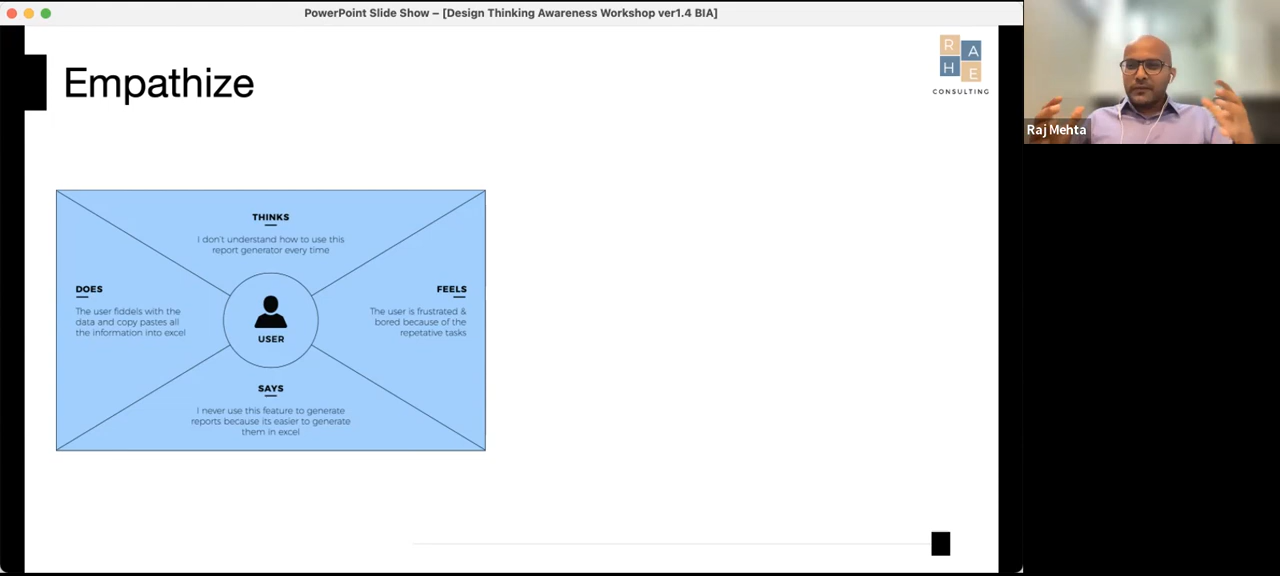 PowerPoint Slide Show – [Design Thinking Awareness Workshop ver1.4 BIA]
Empathize
R A
H E
CONSULTING
Raj Mehta
THINKS
I don't understand how to use this
report generator every time
DOES
The user fiddels with the
data and copy pastes all
the information into excel
FEELS
The user is frustrated &
bored because of the
repetative tasks
USER
SAYS
I never use this feature to generate
reports because its easier to generate
them in excel